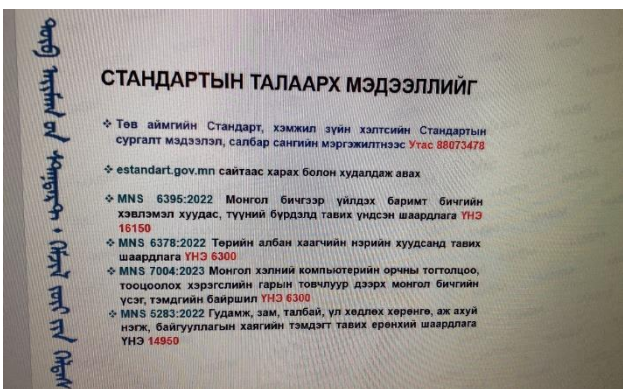 СТАНДАРТЫН ТАЛААРХ МЭДЭЭЛЛИЙГ
❖ Төв аймгийн Стандарт, хэмжил зүйн хэлтсийн Стандартын
сургалт мэдээлэл, салбар сангийн мэргэжилтнээс Утас 88073478
❖ estandart.gov.mn сайтаас харах болон худалдаж авах
❖ MNS 6395:2022 Монгол бичгээр үйлдэх баримт бичгийн
хэвлэмэл хуудас, түүний бүрдэлд тавих үндсэн шаардлага ҮНЭ
16150
❖ MNS 6378:2022 Төрийн албан хаагчийн нэрийн хуудсанд тавих
шаардлага ҮНЭ 6300
❖ MNS 7004:2023 Монгол хэлний компьютерийн орчны тогтолцоо,
тооцоолох хэрэгслийн гарын товчлуур дээрх монгол бичгийн
үсэг, тэмдгийн байршил ҮНЭ 6300
❖ MNS 5283:2022 Гудамж, зам, талбай, үл хөдлөх хөрөнгө, аж ахуй
нэгж, байгууллагын хаягийн тэмдэгт тавих ерөнхий шаардлага
ҮНЭ 14950